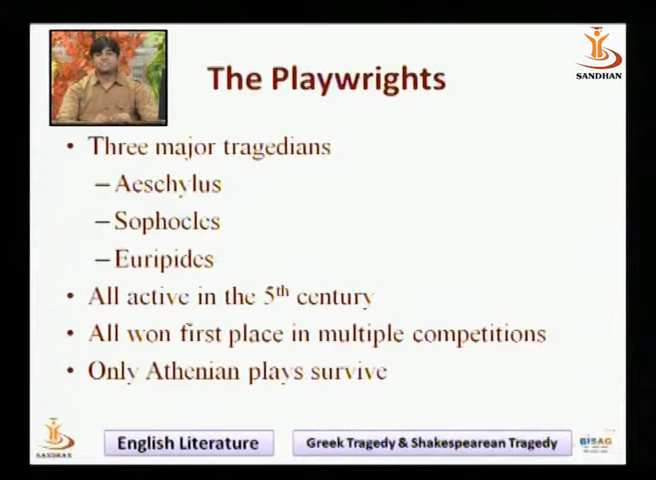 The Playwrights
SANDHAN
• Three major tragedians
– Aeschylus
– Sophocles
– Euripides
• All active in the 5th century
• All won first place in multiple competitions
• Only Athenian plays survive
SANDHAN
English Literature
Greek Tragedy & Shakespearean Tragedy
BISAG